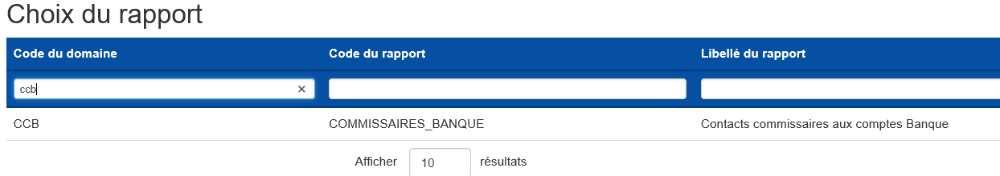 Choix du rapport
Code du domaine Code du rapport Libellé du rapport
ccb ×
CCB COMMISSAIRES_BANQUE Contacts commissaires aux comptes Banque
Afficher 10 résultats